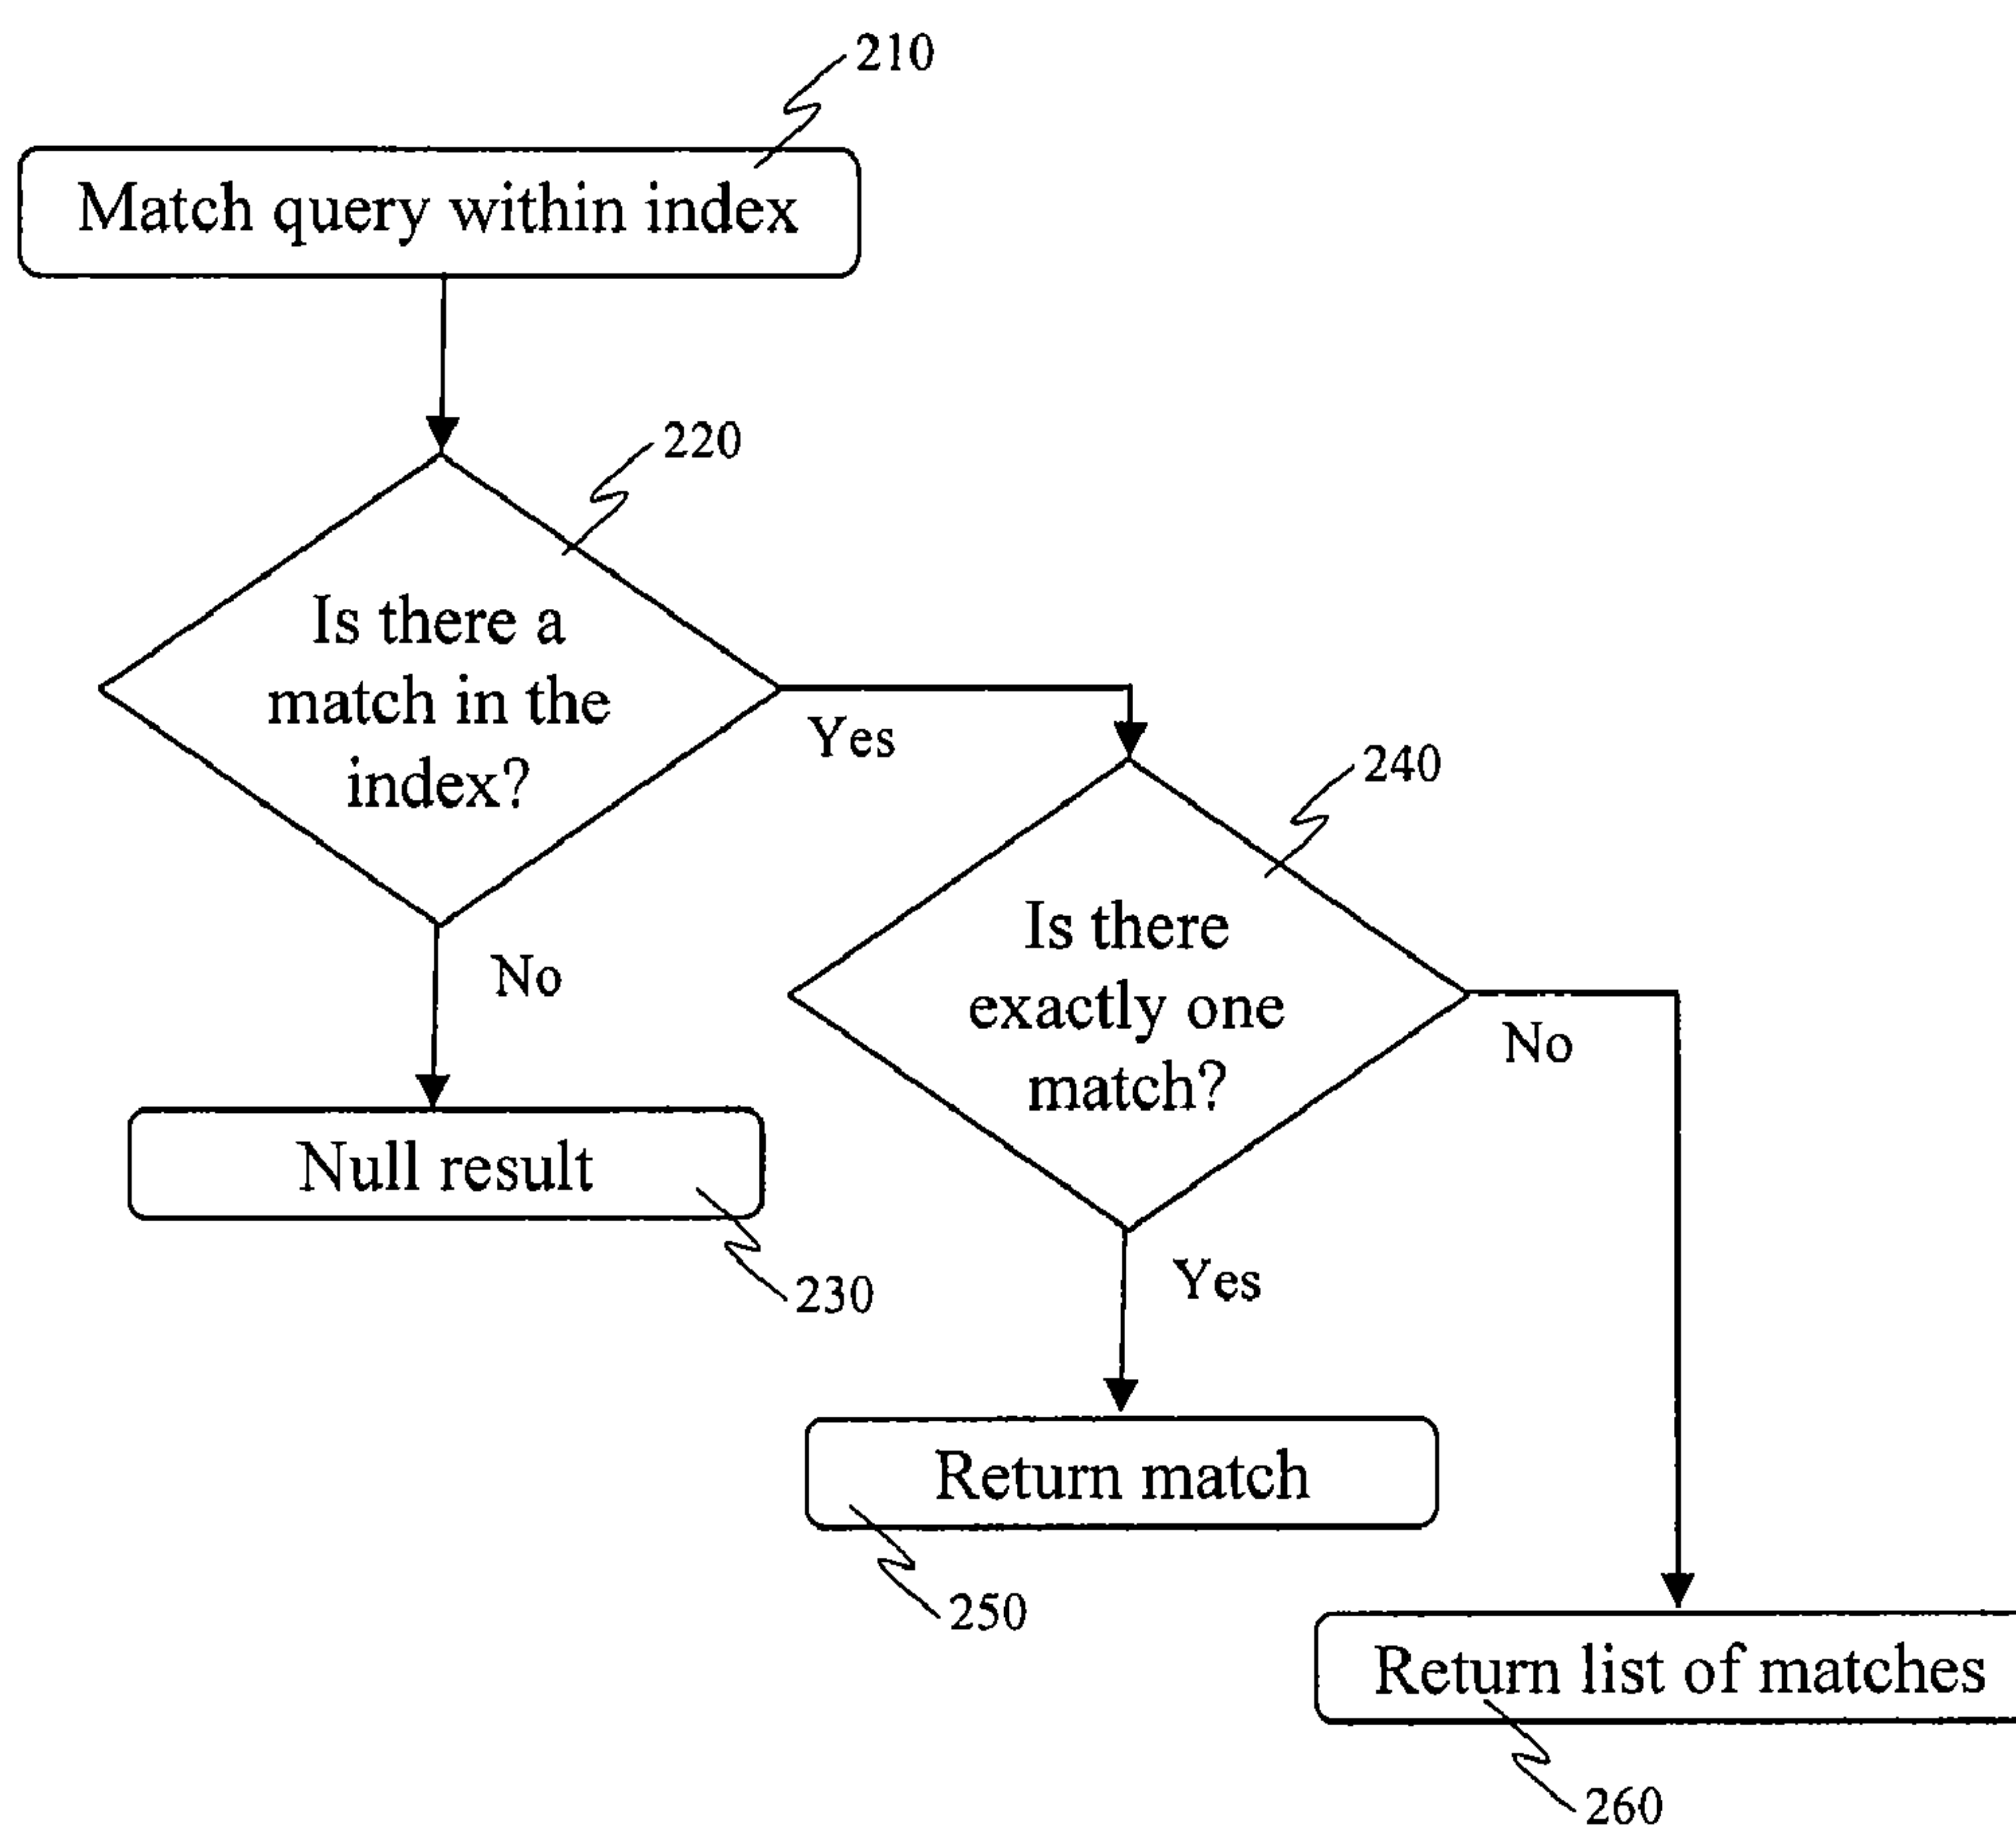 210
Match query within index
220
Is there a
match in the
index?
Yes
240
No
Is there
exactly one
match?
No
Null result
230
Yes
Return match
250
Return list of matches
260